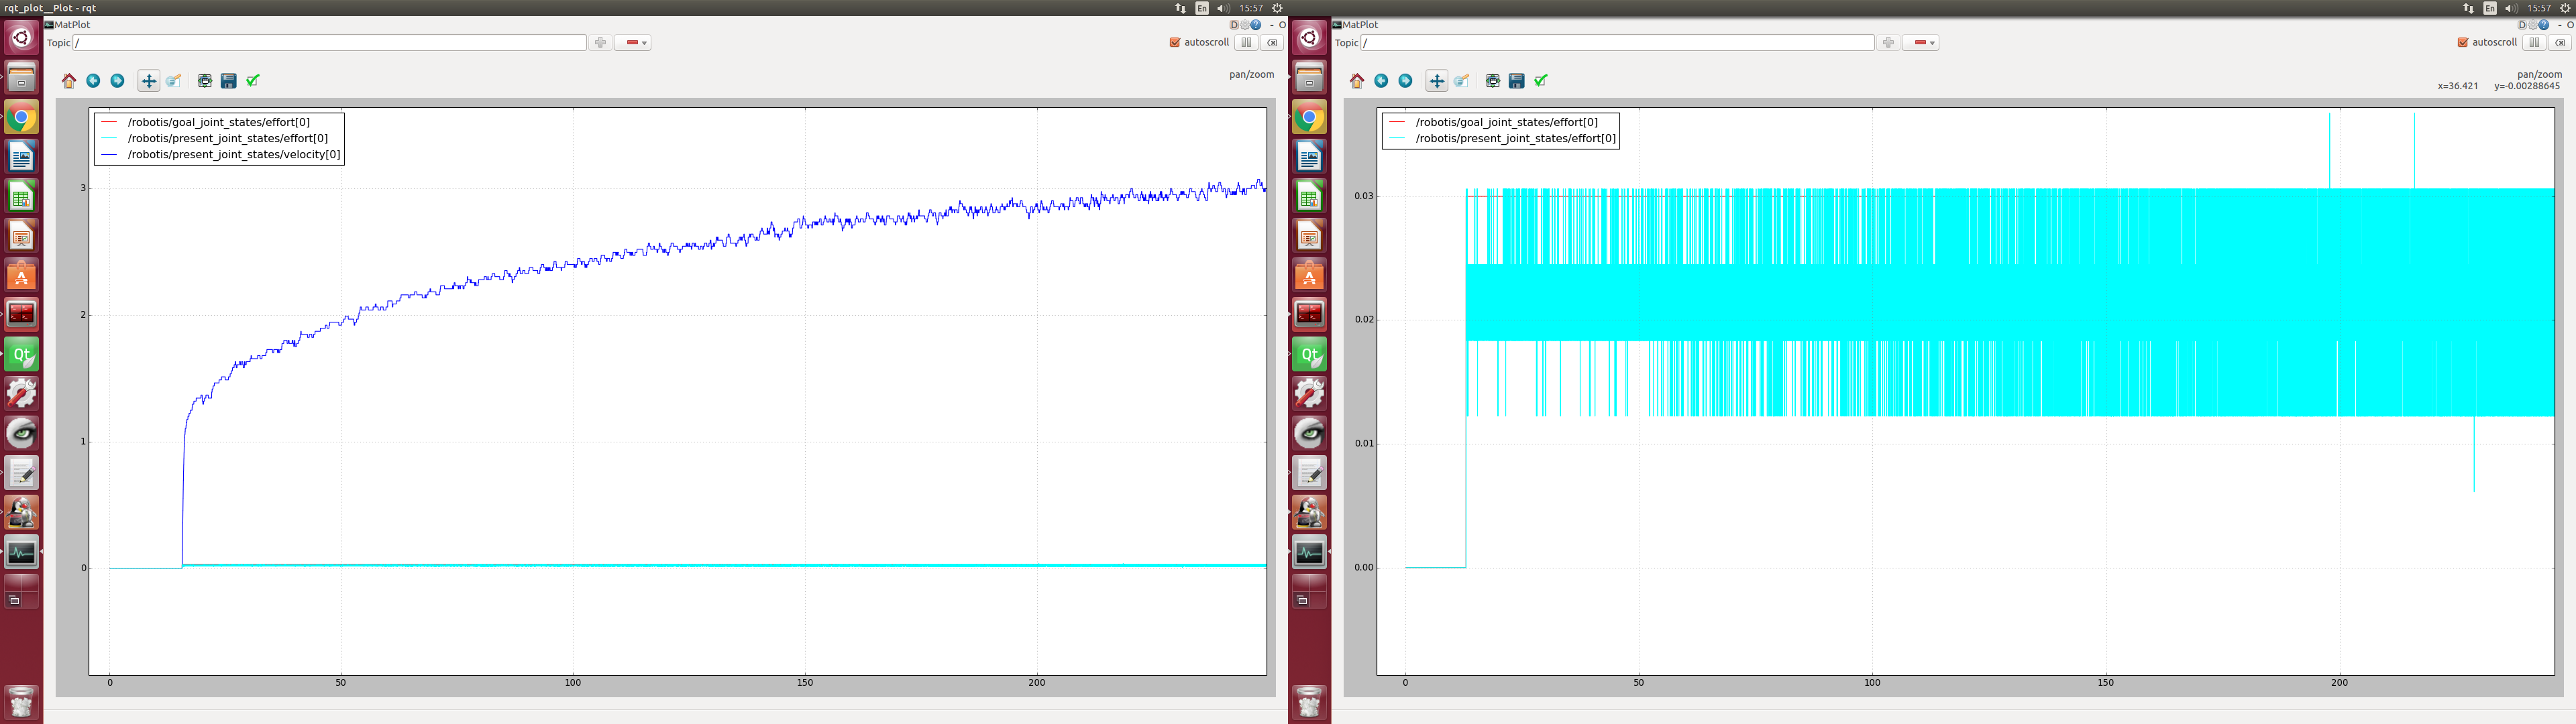 rqt_plot__Plot - rqt
En
15:57
En
15:57
MatPlot
D
?
-
O
Topic
/
autoscroll
pan/zoom
/robotis/goal_joint_states/effort[0]
/robotis/present_joint_states/effort[0]
/robotis/present_joint_states/velocity[0]
3
2
1
0
0
50
100
150
200
Qt
MatPlot
D
?
-
O
Topic
/
autoscroll
pan/zoom
x=36.421 y=-0.00288645
/robotis/goal_joint_states/effort[0]
/robotis/present_joint_states/effort[0]
0.03
0.02
0.01
0.00
0
50
100
150
200
Qt